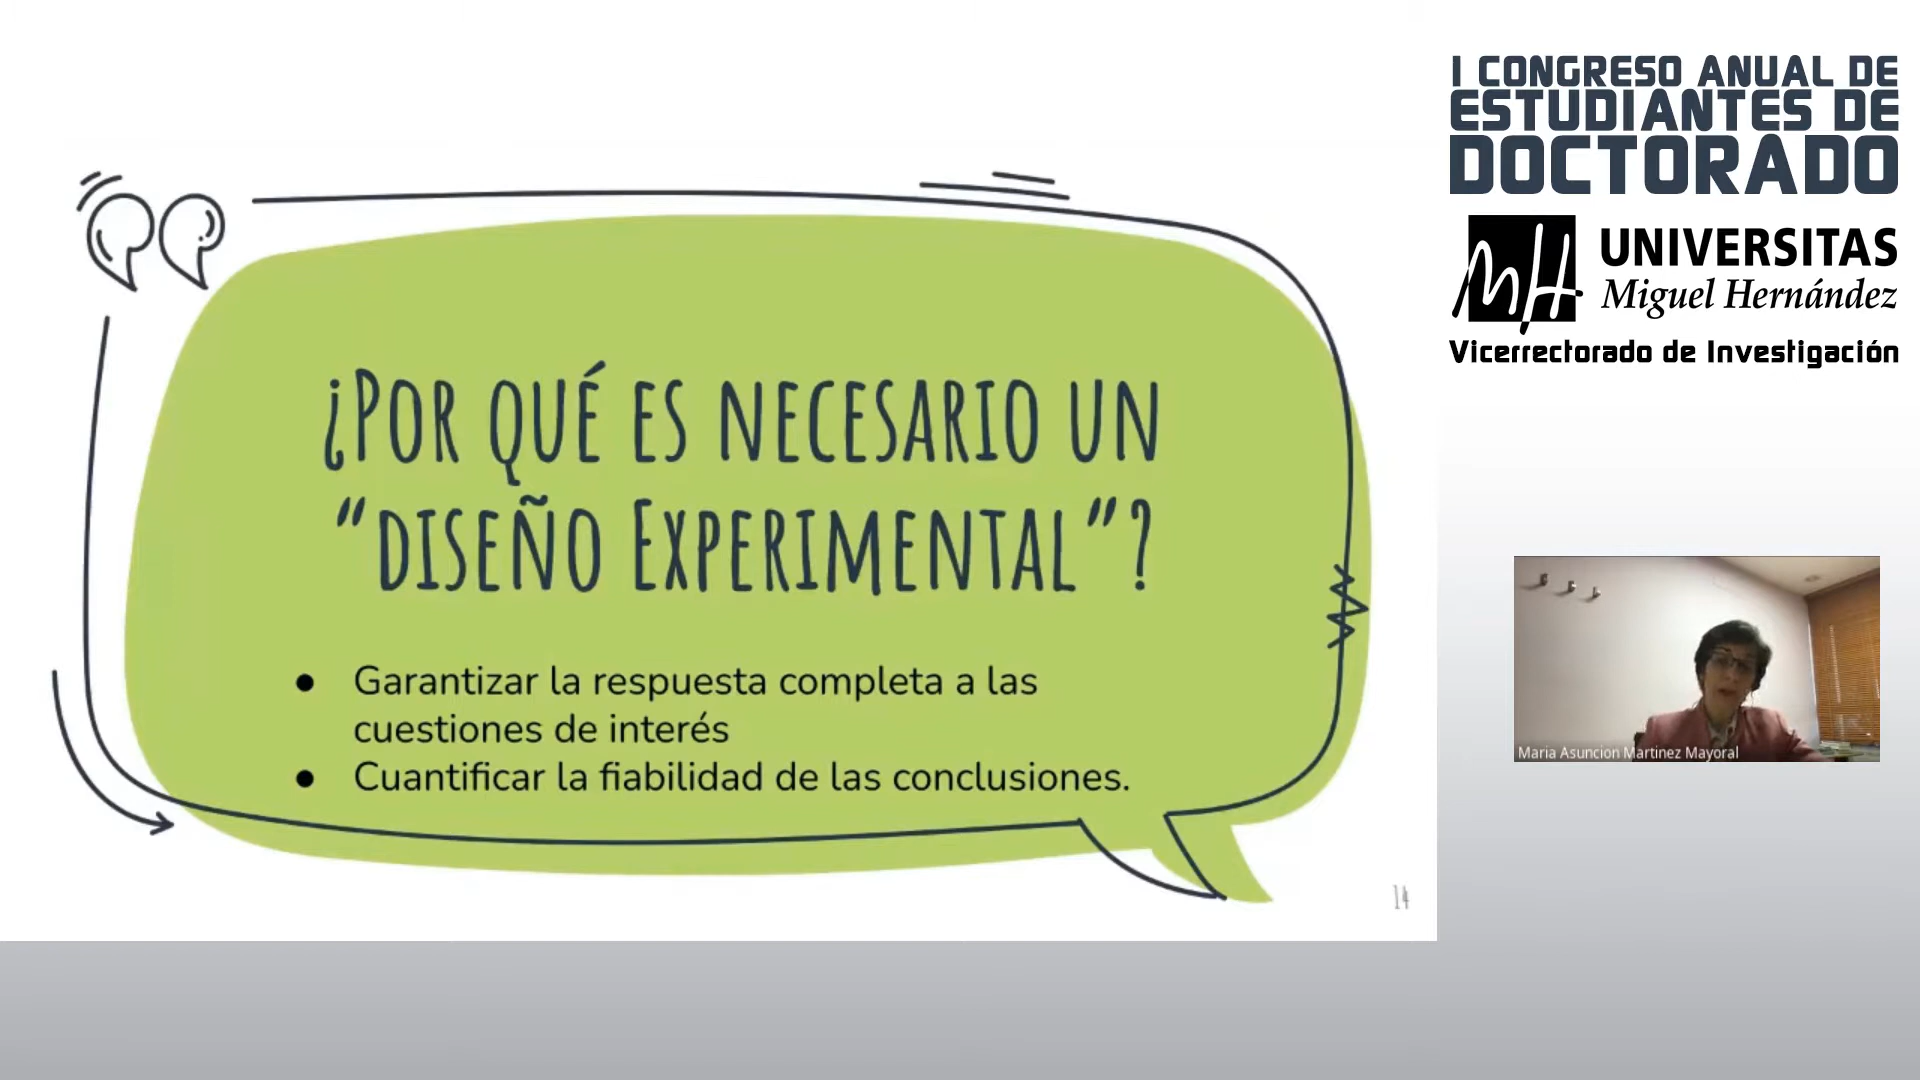 ¿POR QUÉ ES NECESARIO UN
“DISEÑO EXPERIMENTAL”?
● Garantizar la respuesta completa a las
cuestiones de interés
● Cuantificar la fiabilidad de las conclusiones.
14
I CONGRESO ANUAL DE
ESTUDIANTES DE
DOCTORADO
UNIVERSITAS
Miguel Hernández
Vicerrectorado de Investigación
Maria Asunción Martinez Mayoral